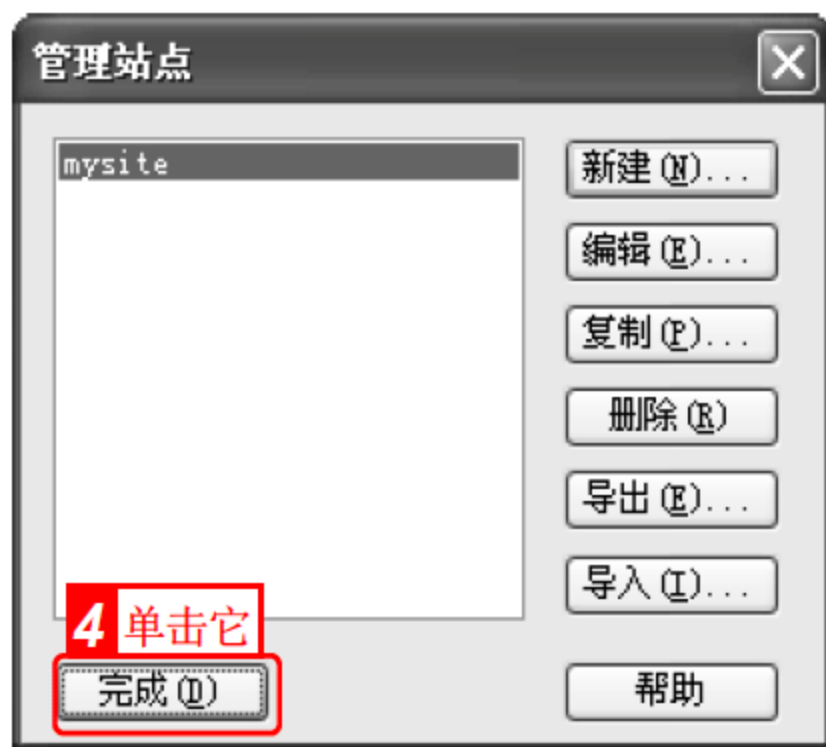 管理站点
mysite
新建(N)...
编辑(E)...
复制(P)...
删除(R)
导出(E)...
导入(I)...
4 单击它
完成(D)
帮助